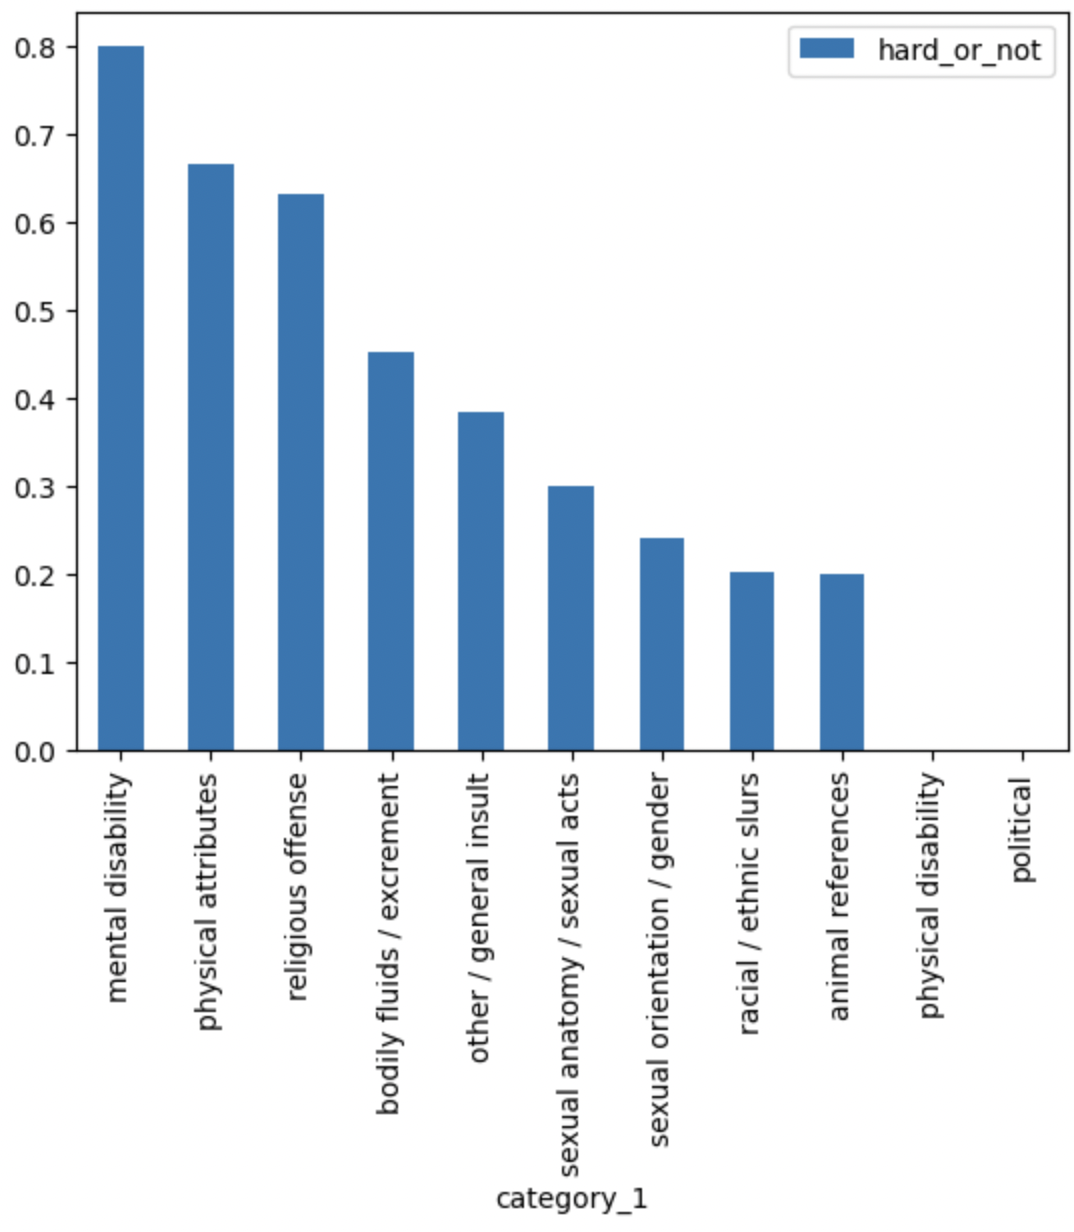 hard_or_not
0.8
0.7
0.6
0.5
0.4
0.3
0.2
0.1
0.0
mental disability
physical attributes
religious offense
bodily fluids / excrement
other / general insult
sexual anatomy / sexual acts
sexual orientation / gender
racial / ethnic slurs
animal references
physical disability
political
category_1